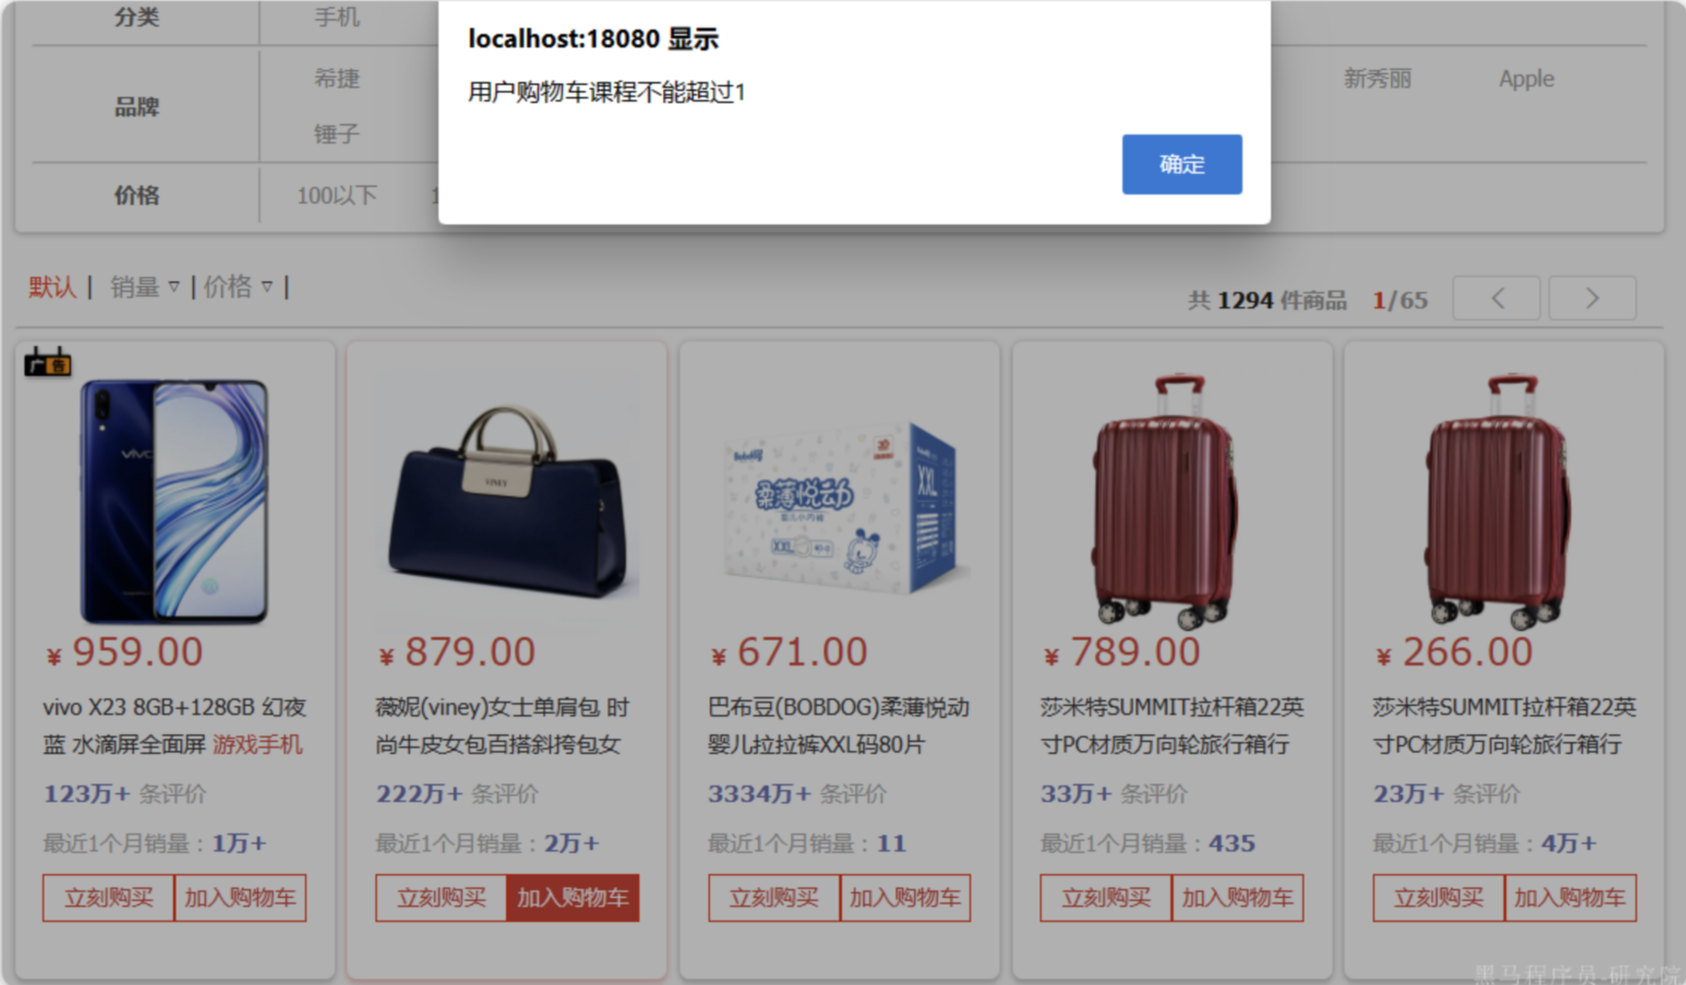 分类
手机
localhost:18080 显示
用户购物车课程不能超过1
确定
品牌
希捷
新秀丽
Apple
锤子
价格
100以下
1
默认 | 销量 ▿ | 价格 ▿ |
共 1294 件商品 1/65 < >
广告
vivo
VINEY
Bobdog
柔薄悦动
XXL
XXL
¥ 959.00
¥ 879.00
¥ 671.00
¥ 789.00
¥ 266.00
vivo X23 8GB+128GB 幻夜
蓝 水滴屏全面屏 游戏手机
薇妮(viney)女士单肩包 时
尚牛皮女包百搭斜挎包女
巴布豆(BOBDOG)柔薄悦动
婴儿拉拉裤XXL码80片
莎米特SUMMIT拉杆箱22英
寸PC材质万向轮旅行箱行
莎米特SUMMIT拉杆箱22英
寸PC材质万向轮旅行箱行
123万+ 条评价
222万+ 条评价
3334万+ 条评价
33万+ 条评价
23万+ 条评价
最近1个月销量：1万+
最近1个月销量：2万+
最近1个月销量：11
最近1个月销量：435
最近1个月销量：4万+
立刻购买 加入购物车
立刻购买 加入购物车
立刻购买 加入购物车
立刻购买 加入购物车
立刻购买 加入购物车
黑马程序员-研究院